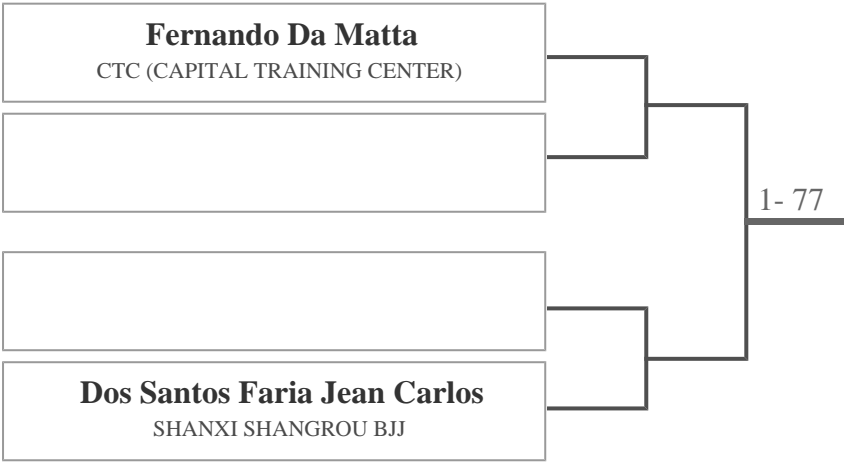 Fernando Da Matta
CTC (CAPITAL TRAINING CENTER)
1- 77
Dos Santos Faria Jean Carlos
SHANXI SHANGROU BJJ